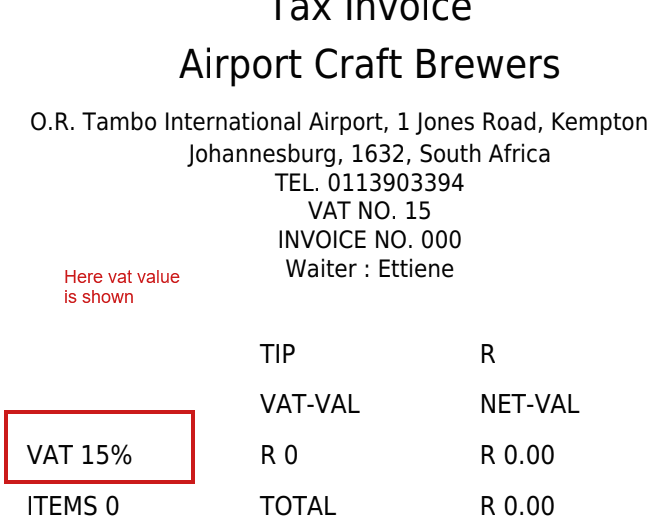 Tax Invoice
Airport Craft Brewers
O.R. Tambo International Airport, 1 Jones Road, Kempton
Johannesburg, 1632, South Africa
TEL. 0113903394
VAT NO. 15
INVOICE NO. 000
Waiter : Ettiene
Here vat value
is shown
TIP R
VAT-VAL NET-VAL
VAT 15% R 0 R 0.00
ITEMS 0 TOTAL R 0.00